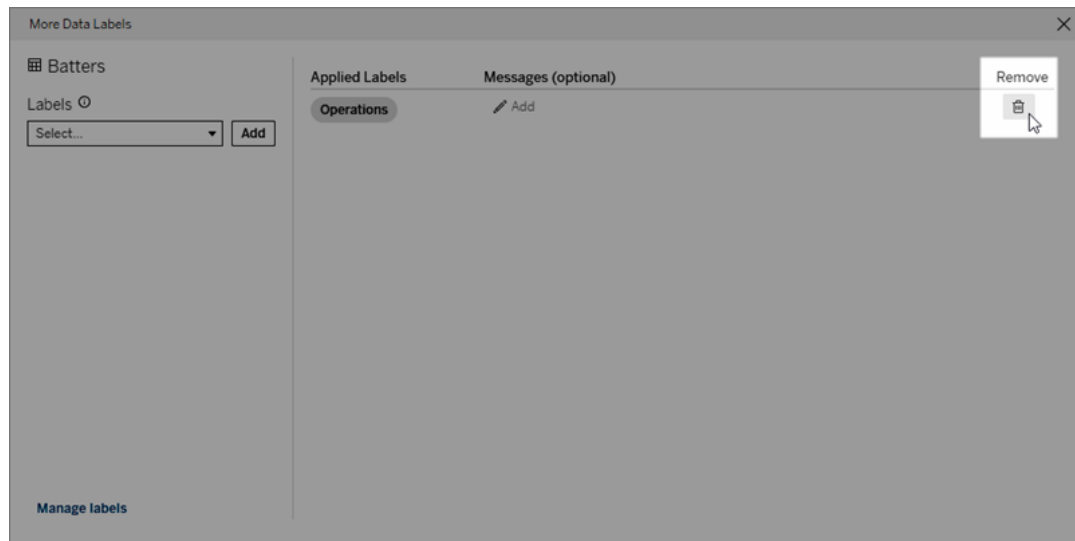 More Data Labels
Batters
Labels
Select...
Add
Applied Labels
Messages (optional)
Remove
Operations
Add
Manage labels